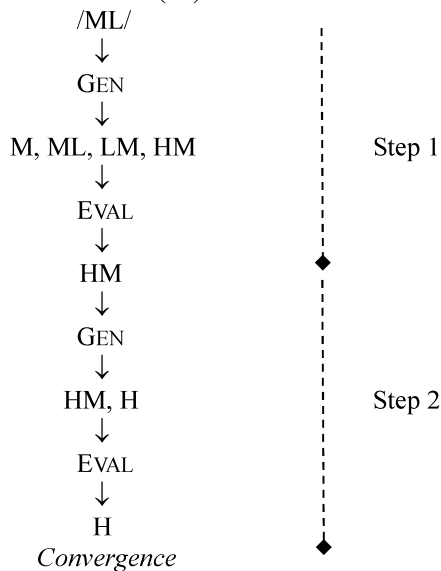 /ML/
↓
GEN
↓
M, ML, LM, HM Step 1
↓
EVAL
↓
HM
↓
GEN
↓
HM, H Step 2
↓
EVAL
↓
H
Convergence